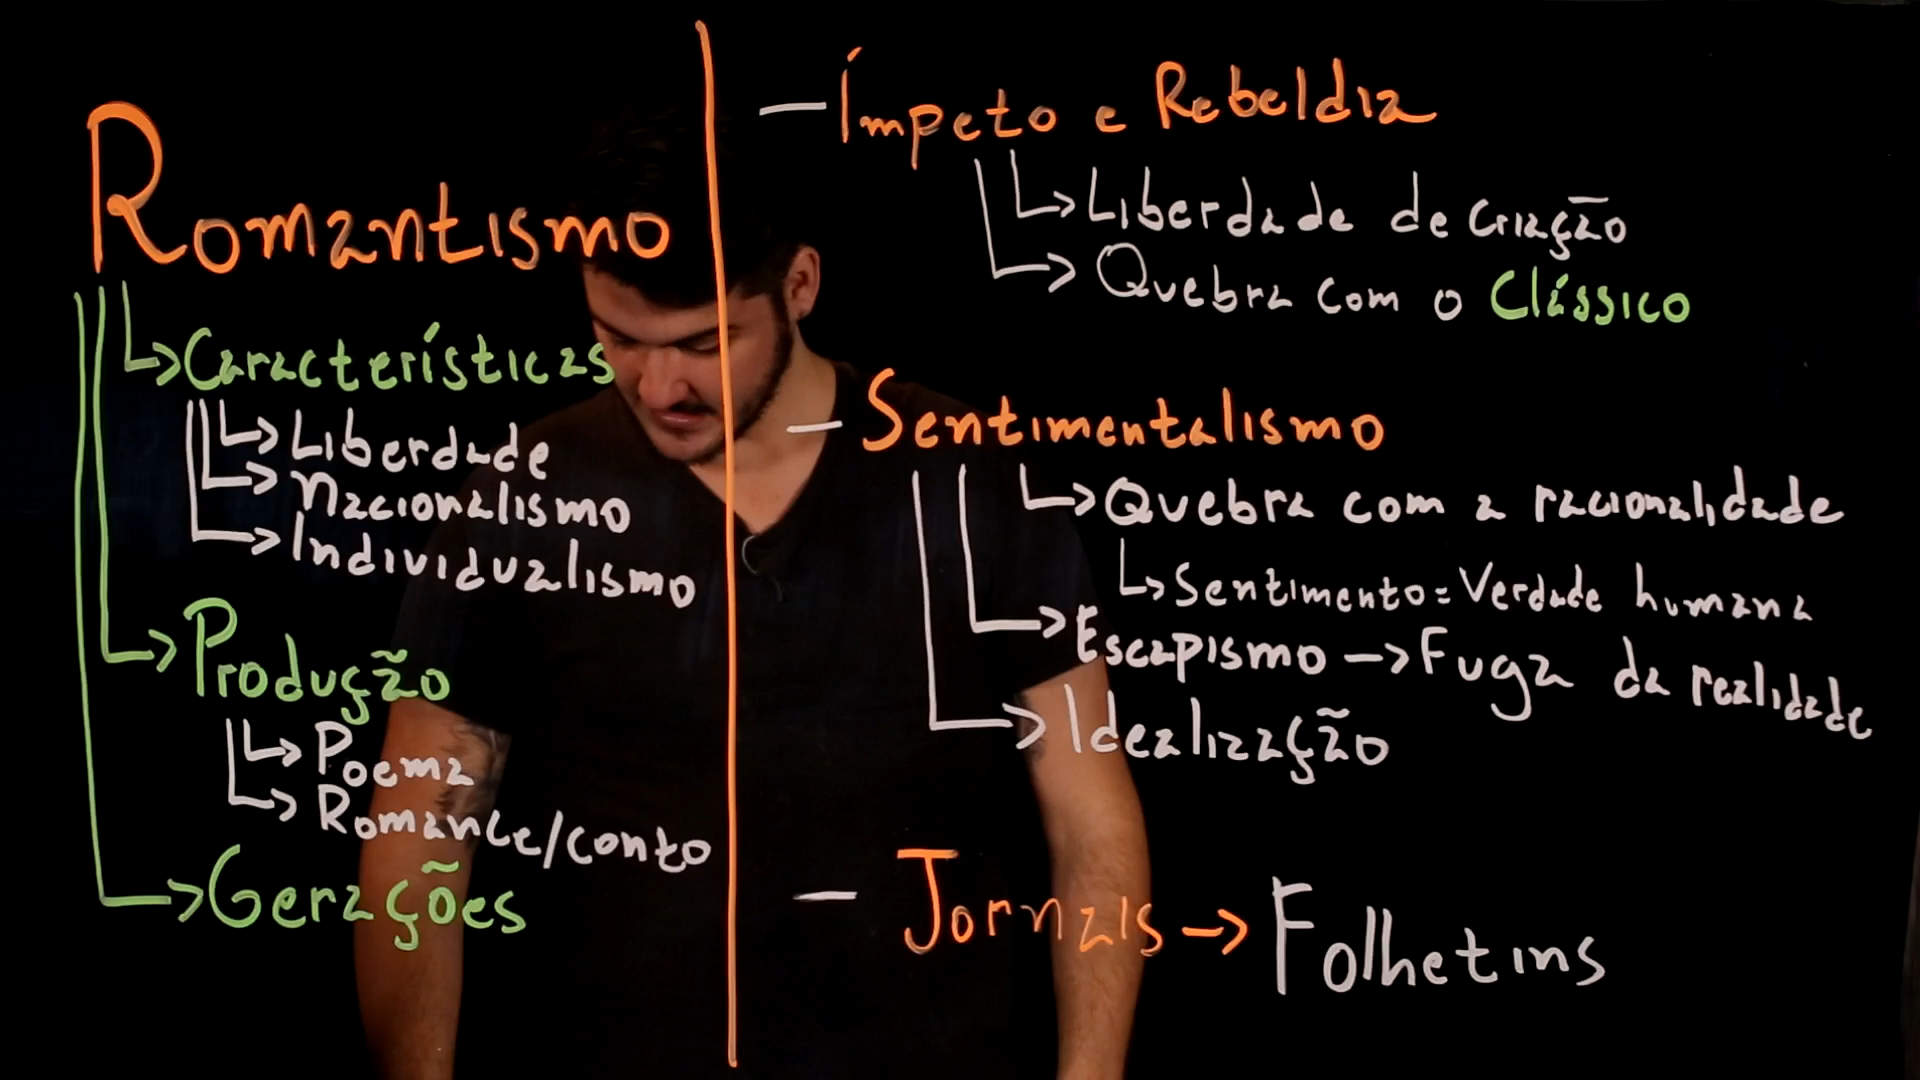 Romantismo
Características
Liberdade
Nacionalismo
Individualismo
Produção
Poema
Romance/conto
Gerações
- Ímpeto e Rebeldia
Liberdade de Criação
Quebra com o Clássico
- Sentimentalismo
Quebra com a racionalidade
Sentimento = Verdade humana
Escapismo → Fuga da realidade
Idealização
- Jornais → Folhetins